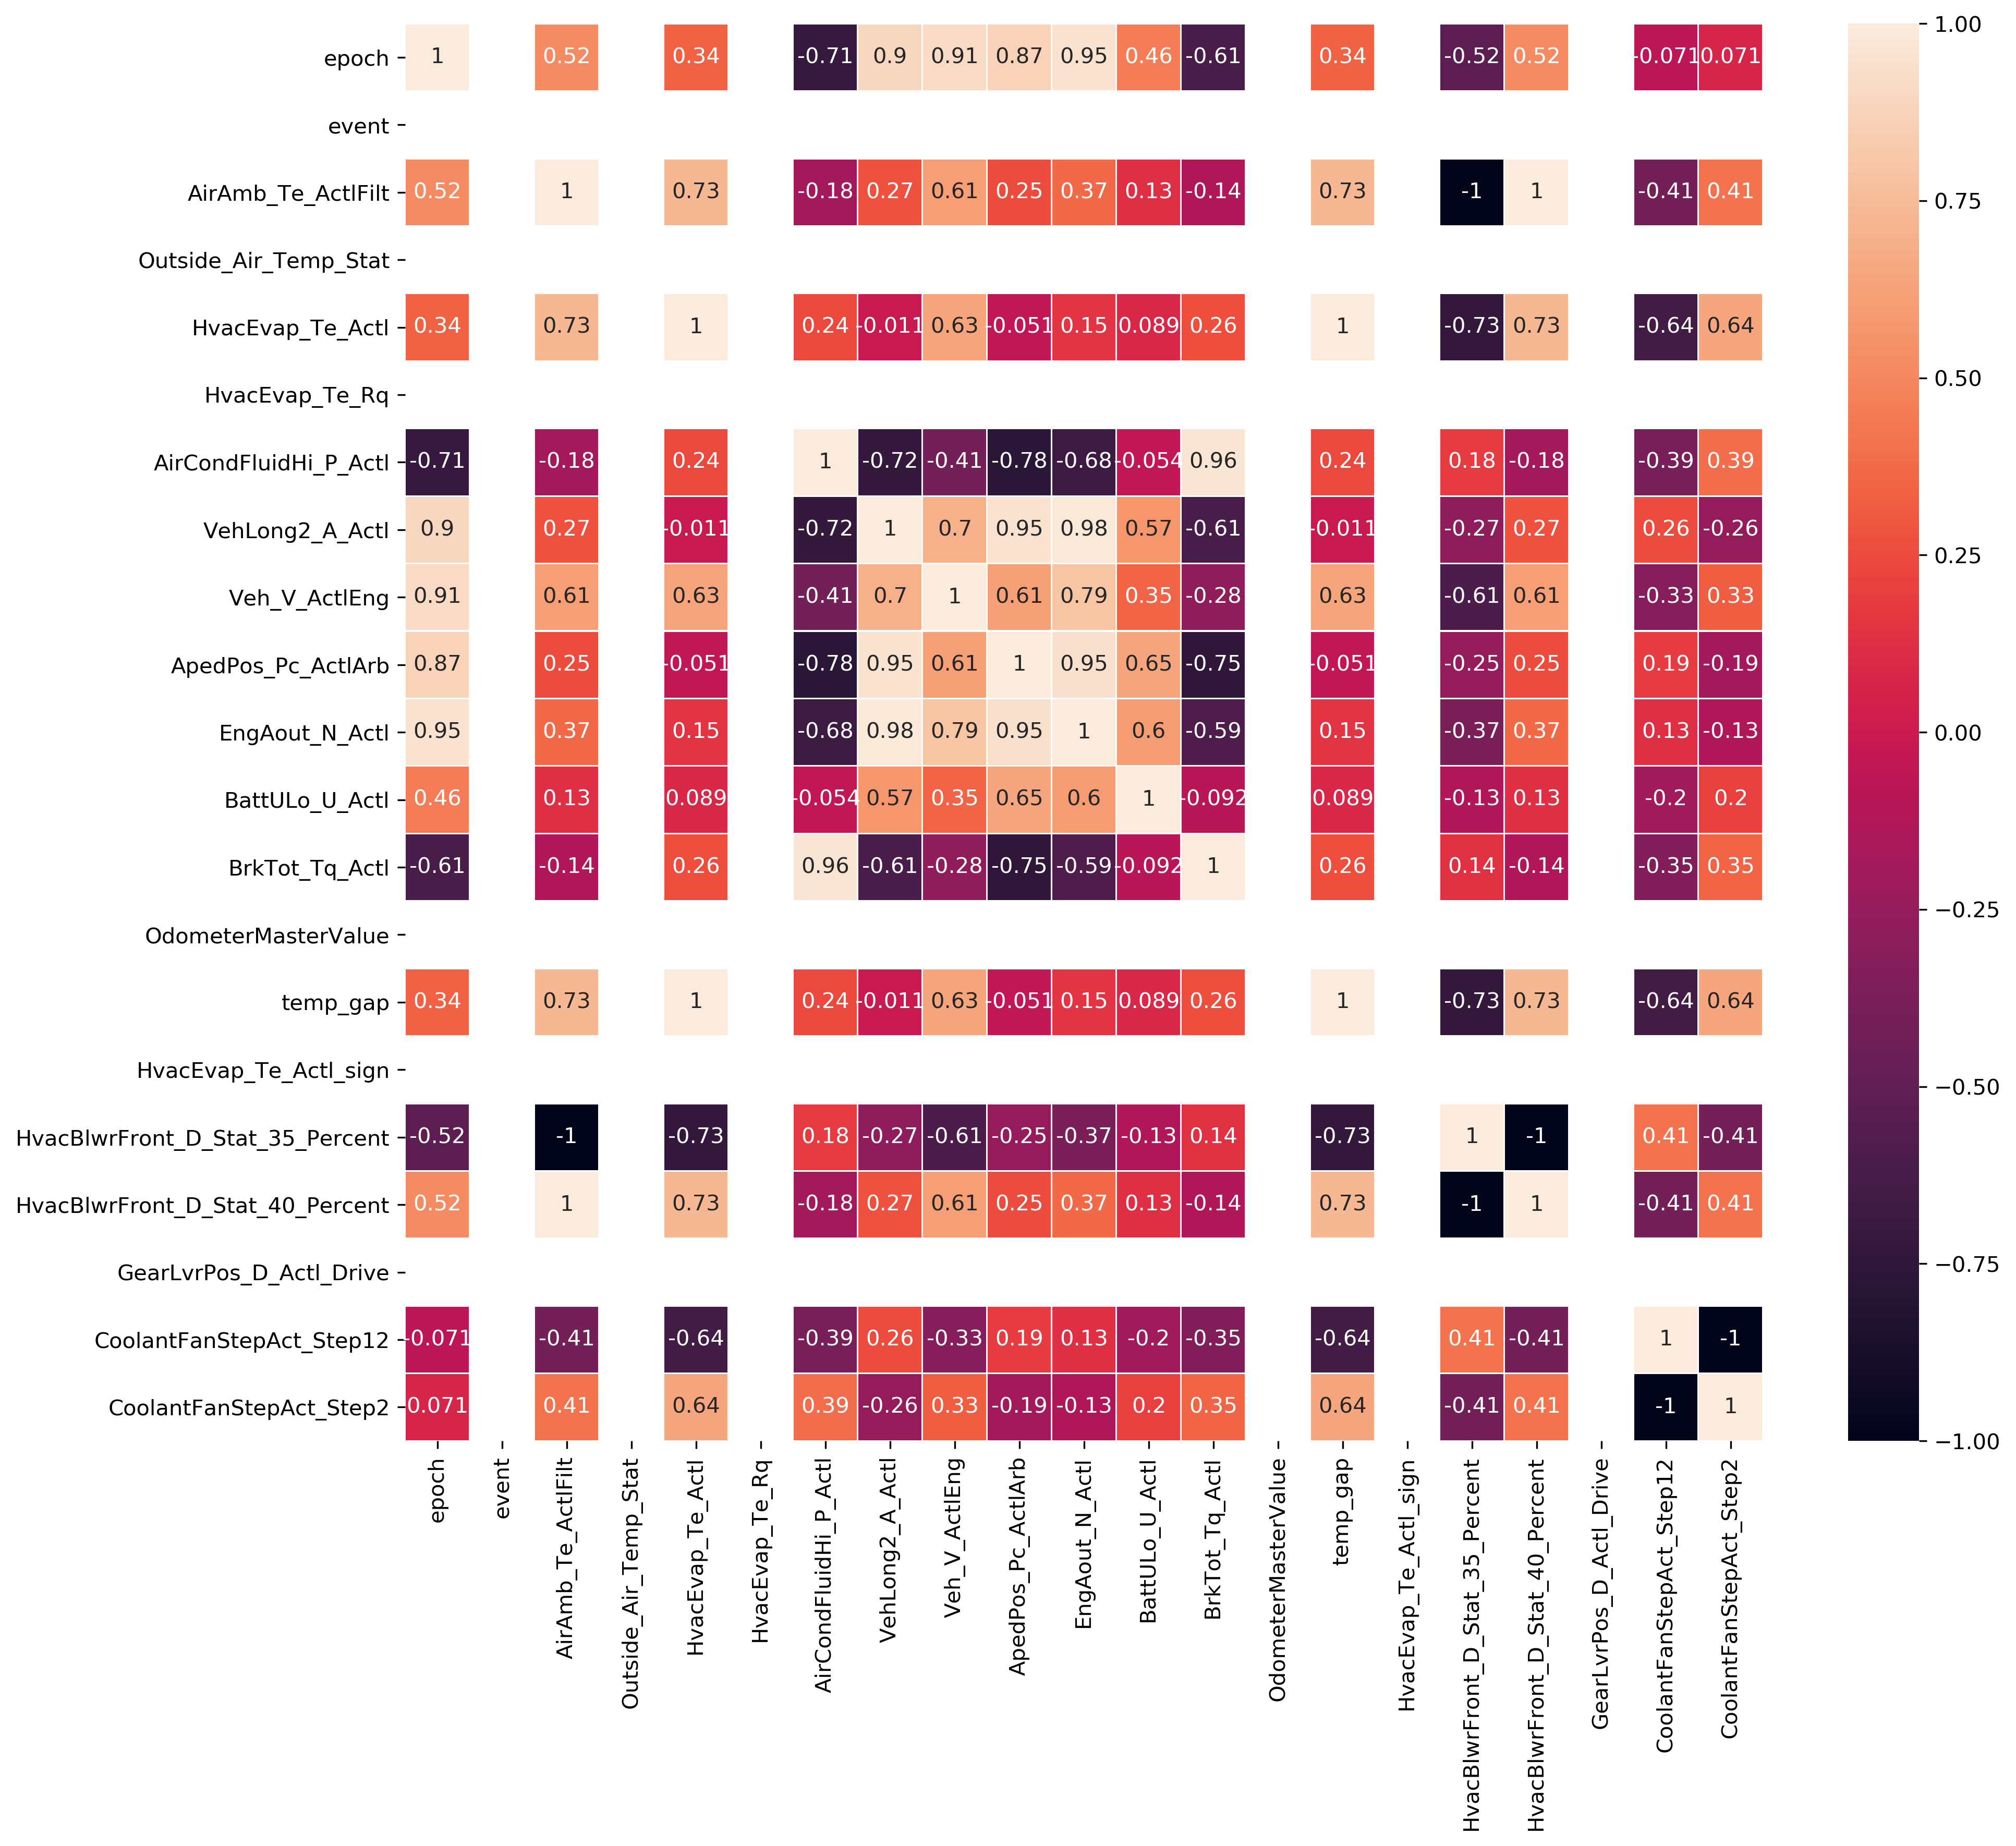 epoch 1 0.52 0.34 -0.71 0.9 0.91 0.87 0.95 0.46 -0.61 0.34 -0.52 0.52 -0.071 0.071
event
AirAmb_Te_ActlFilt 0.52 1 0.73 -0.18 0.27 0.61 0.25 0.37 0.13 -0.14 0.73 -1 1 -0.41 0.41
Outside_Air_Temp_Stat
HvacEvap_Te_Actl 0.34 0.73 1 0.24 -0.011 0.63 -0.051 0.15 0.089 0.26 1 -0.73 0.73 -0.64 0.64
HvacEvap_Te_Rq
AirCondFluidHi_P_Actl -0.71 -0.18 0.24 1 -0.72 -0.41 -0.78 -0.68 -0.054 0.96 0.24 0.18 -0.18 -0.39 0.39
VehLong2_A_Actl 0.9 0.27 -0.011 -0.72 1 0.7 0.95 0.98 0.57 -0.61 -0.011 -0.27 0.27 0.26 -0.26
Veh_V_ActlEng 0.91 0.61 0.63 -0.41 0.7 1 0.61 0.79 0.35 -0.28 0.63 -0.61 0.61 -0.33 0.33
ApedPos_Pc_ActlArb 0.87 0.25 -0.051 -0.78 0.95 0.61 1 0.95 0.65 -0.75 -0.051 -0.25 0.25 0.19 -0.19
EngAout_N_Actl 0.95 0.37 0.15 -0.68 0.98 0.79 0.95 1 0.6 -0.59 0.15 -0.37 0.37 0.13 -0.13
BattULo_U_Actl 0.46 0.13 0.089 -0.054 0.57 0.35 0.65 0.6 1 -0.092 0.089 -0.13 0.13 -0.2 0.2
BrkTot_Tq_Actl -0.61 -0.14 0.26 0.96 -0.61 -0.28 -0.75 -0.59 -0.092 1 0.26 0.14 -0.14 -0.35 0.35
OdometerMasterValue
temp_gap 0.34 0.73 1 0.24 -0.011 0.63 -0.051 0.15 0.089 0.26 1 -0.73 0.73 -0.64 0.64
HvacEvap_Te_Actl_sign
HvacBlwrFront_D_Stat_35_Percent -0.52 -1 -0.73 0.18 -0.27 -0.61 -0.25 -0.37 -0.13 0.14 -0.73 1 -1 0.41 -0.41
HvacBlwrFront_D_Stat_40_Percent 0.52 1 0.73 -0.18 0.27 0.61 0.25 0.37 0.13 -0.14 0.73 -1 1 -0.41 0.41
GearLvrPos_D_Actl_Drive
CoolantFanStepAct_Step12 -0.071 -0.41 -0.64 -0.39 0.26 -0.33 0.19 0.13 -0.2 -0.35 -0.64 0.41 -0.41 1 -1
CoolantFanStepAct_Step2 0.071 0.41 0.64 0.39 -0.26 0.33 -0.19 -0.13 0.2 0.35 0.64 -0.41 0.41 -1 1
epoch
event
AirAmb_Te_ActlFilt
Outside_Air_Temp_Stat
HvacEvap_Te_Actl
HvacEvap_Te_Rq
AirCondFluidHi_P_Actl
VehLong2_A_Actl
Veh_V_ActlEng
ApedPos_Pc_ActlArb
EngAout_N_Actl
BattULo_U_Actl
BrkTot_Tq_Actl
OdometerMasterValue
temp_gap
HvacEvap_Te_Actl_sign
HvacBlwrFront_D_Stat_35_Percent
HvacBlwrFront_D_Stat_40_Percent
GearLvrPos_D_Actl_Drive
CoolantFanStepAct_Step12
CoolantFanStepAct_Step2
1.00
0.75
0.50
0.25
0.00
−0.25
−0.50
−0.75
−1.00